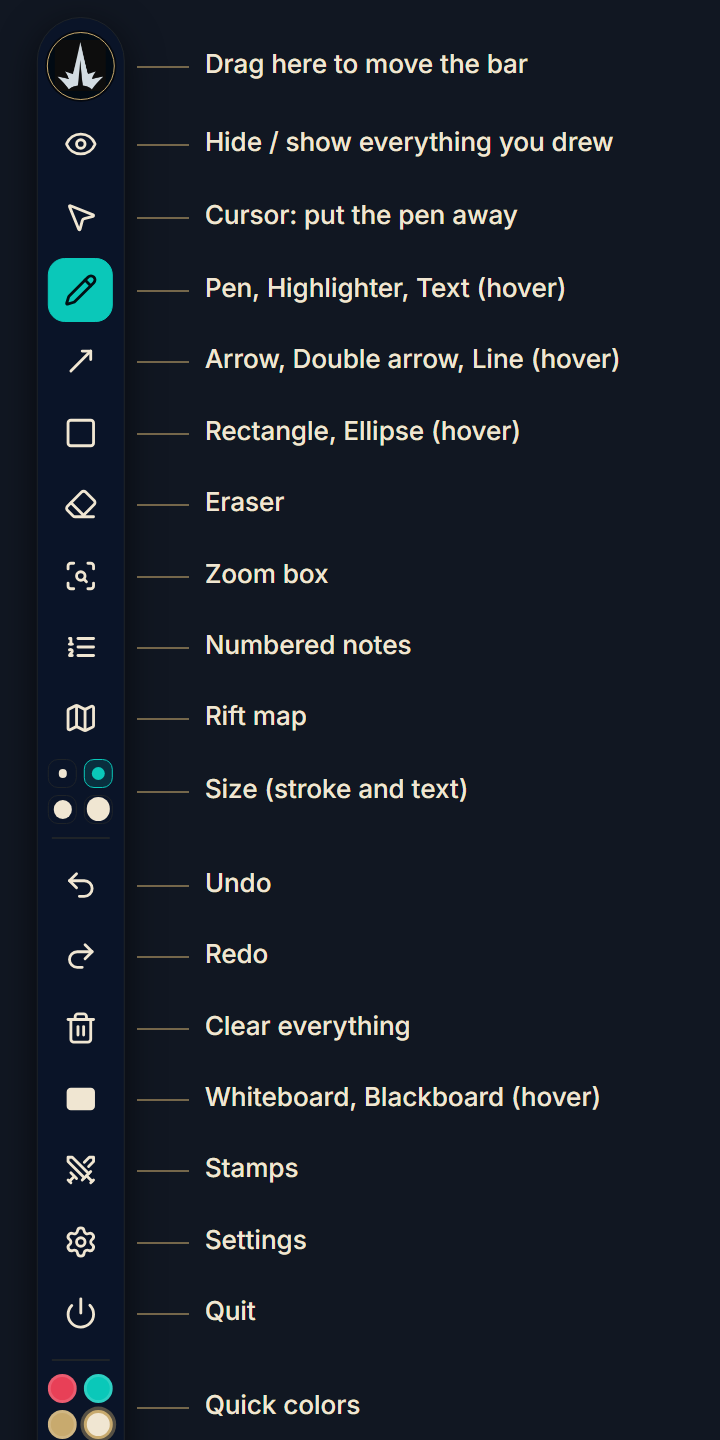 Drag here to move the bar
Hide / show everything you drew
Cursor: put the pen away
Pen, Highlighter, Text (hover)
Arrow, Double arrow, Line (hover)
Rectangle, Ellipse (hover)
Eraser
Zoom box
Numbered notes
Rift map
Size (stroke and text)
Undo
Redo
Clear everything
Whiteboard, Blackboard (hover)
Stamps
Settings
Quit
Quick colors